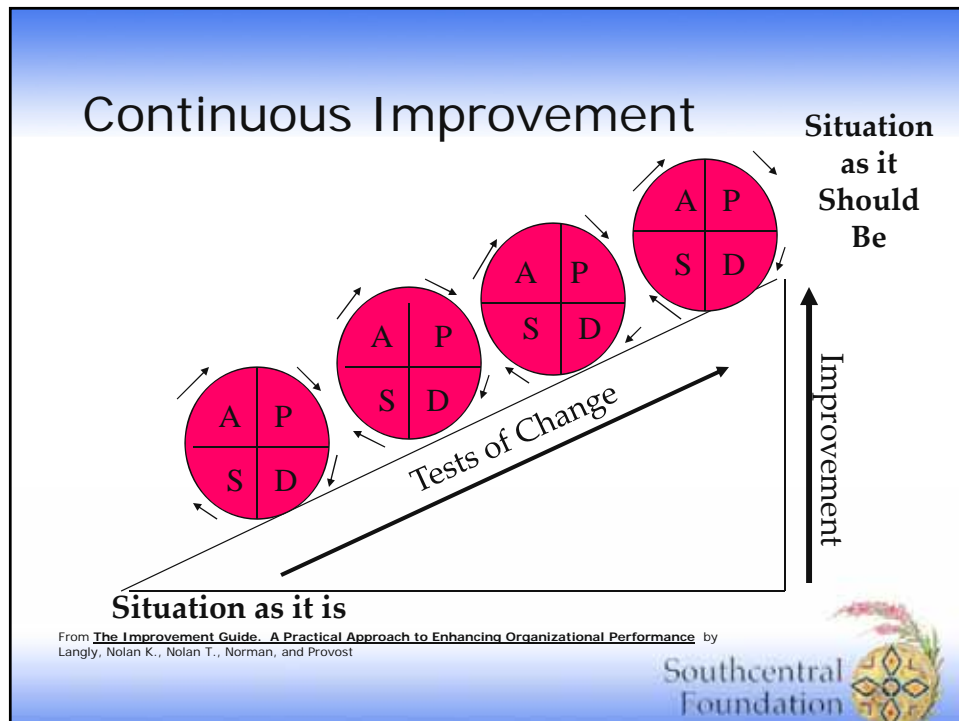 Continuous Improvement
Situation
as it
Should
Be
A P
S D
A P
S D
A P
S D
A P
S D
Tests of Change
Improvement
Situation as it is
From The Improvement Guide. A Practical Approach to Enhancing Organizational Performance by
Langly, Nolan K., Nolan T., Norman, and Provost
Southcentral
Foundation